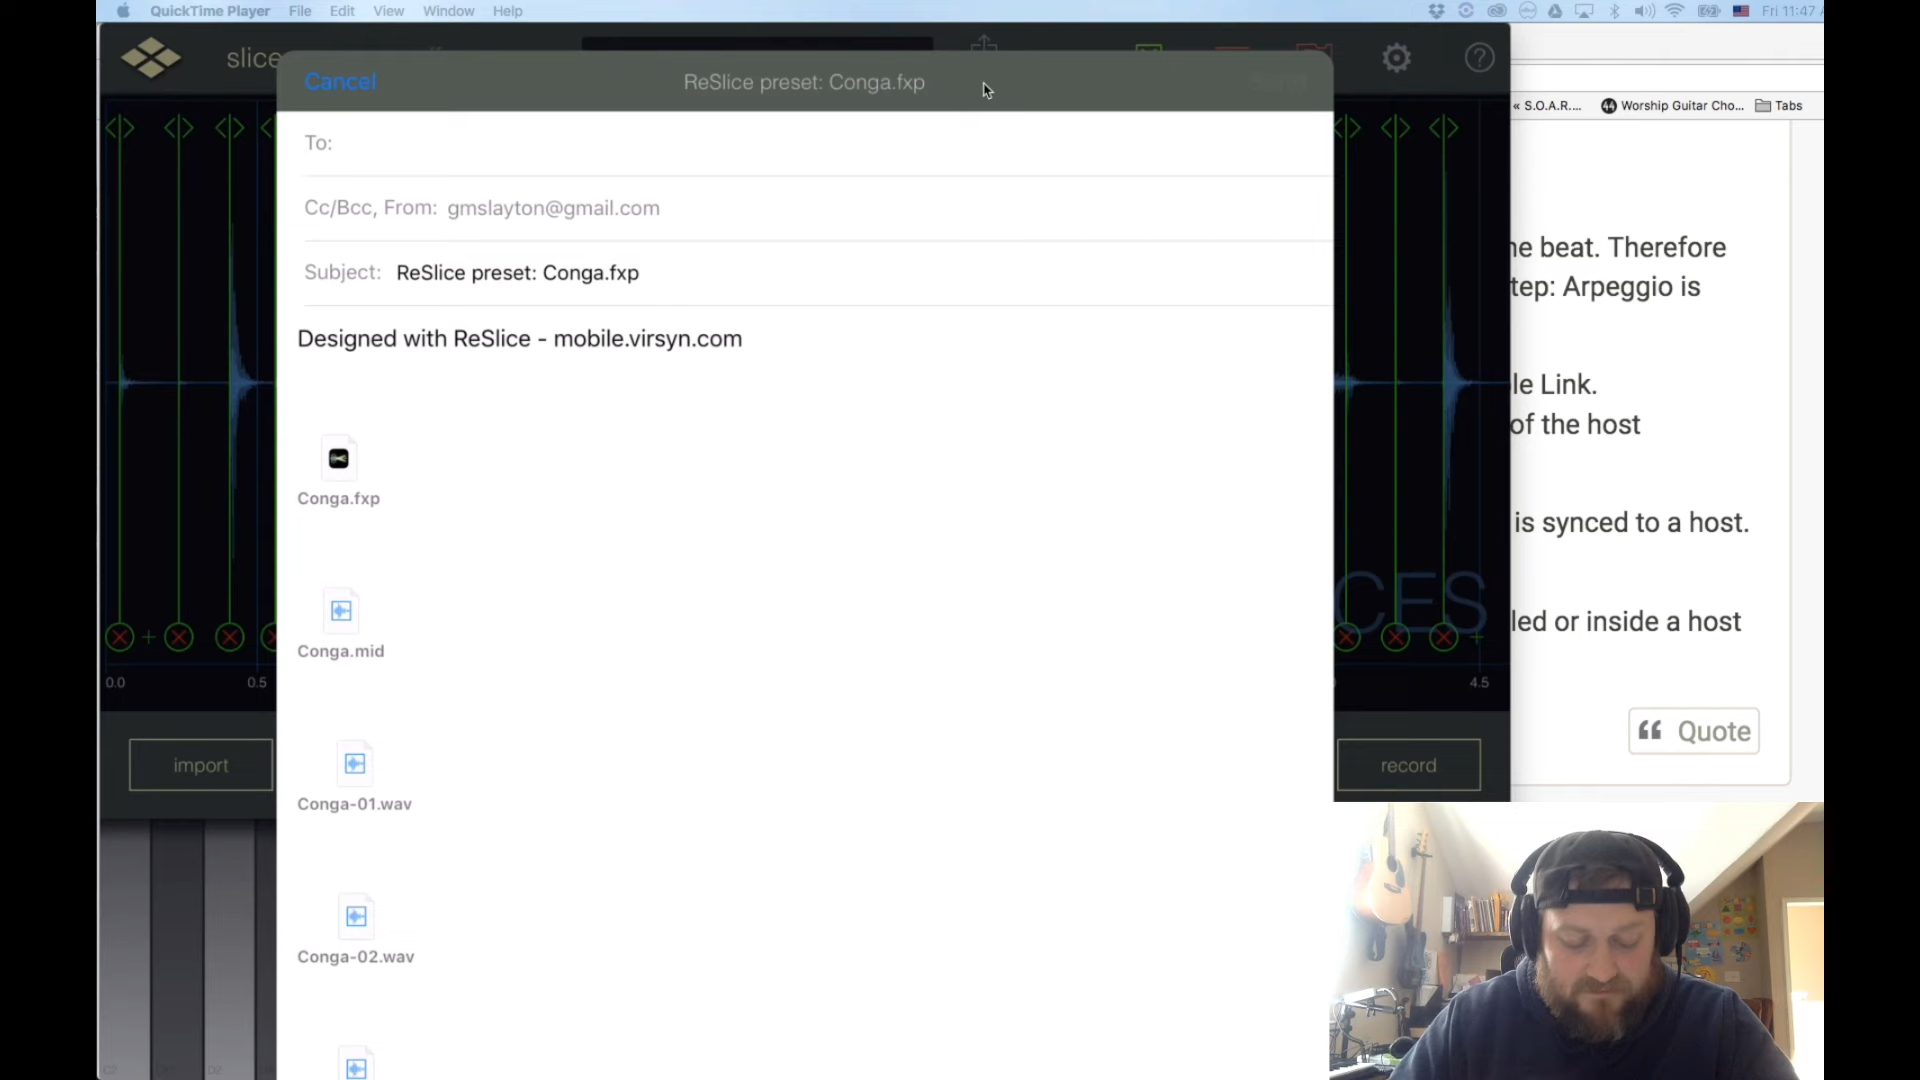 QuickTime Player File Edit View Window Help
Fri 11:47
slice
Cancel
ReSlice preset: Conga.fxp
« S.O.A.R.... Worship Guitar Cho... Tabs
To:
Cc/Bcc, From: gmslayton@gmail.com
Subject: ReSlice preset: Conga.fxp
Designed with ReSlice - mobile.virsyn.com
Conga.fxp
Conga.mid
Conga-01.wav
Conga-02.wav
0.0 0.5
4.5
import
record
CES
he beat. Therefore
tep: Arpeggio is
le Link.
of the host
is synced to a host.
led or inside a host
Quote